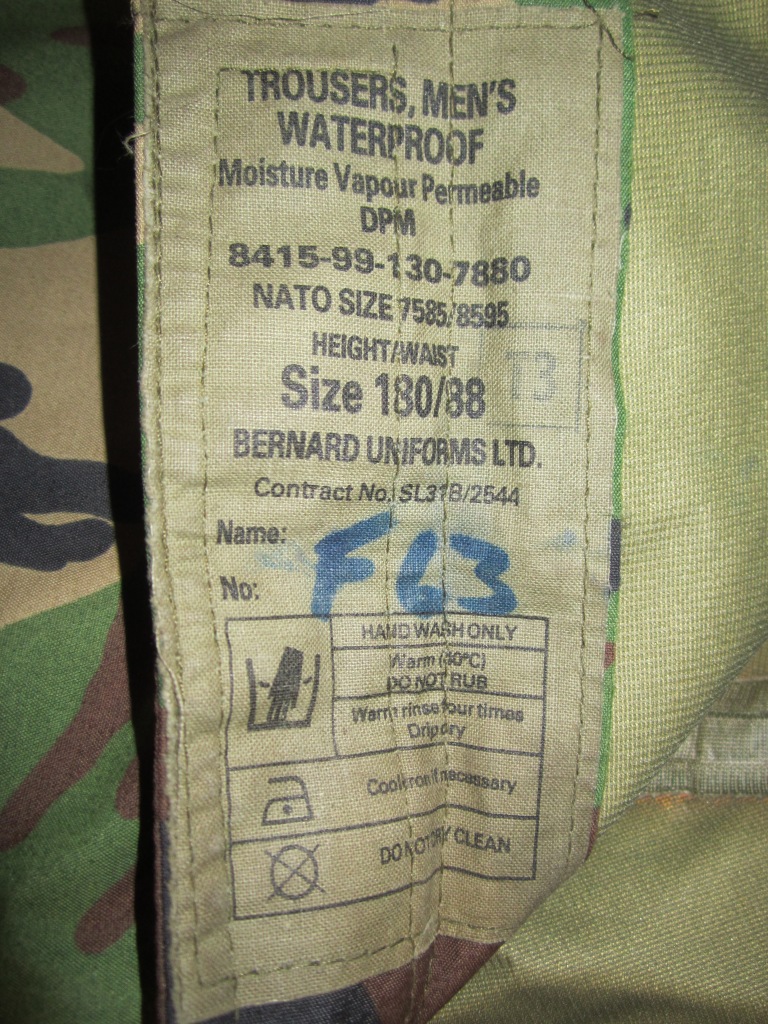 TROUSERS, MEN'S
WATERPROOF
Moisture Vapour Permeable
DPM
8415-99-130-7880
NATO SIZE 7585/8595
HEIGHT/WAIST
T3
Size 180/88
BERNARD UNIFORMS LTD.
Contract No. SL31B/2544
Name:
F63
No:
HAND WASH ONLY
Warm (40°C)
DO NOT RUB
Warm rinse four times
Drip dry
Cool iron if necessary
DO NOT DRY CLEAN